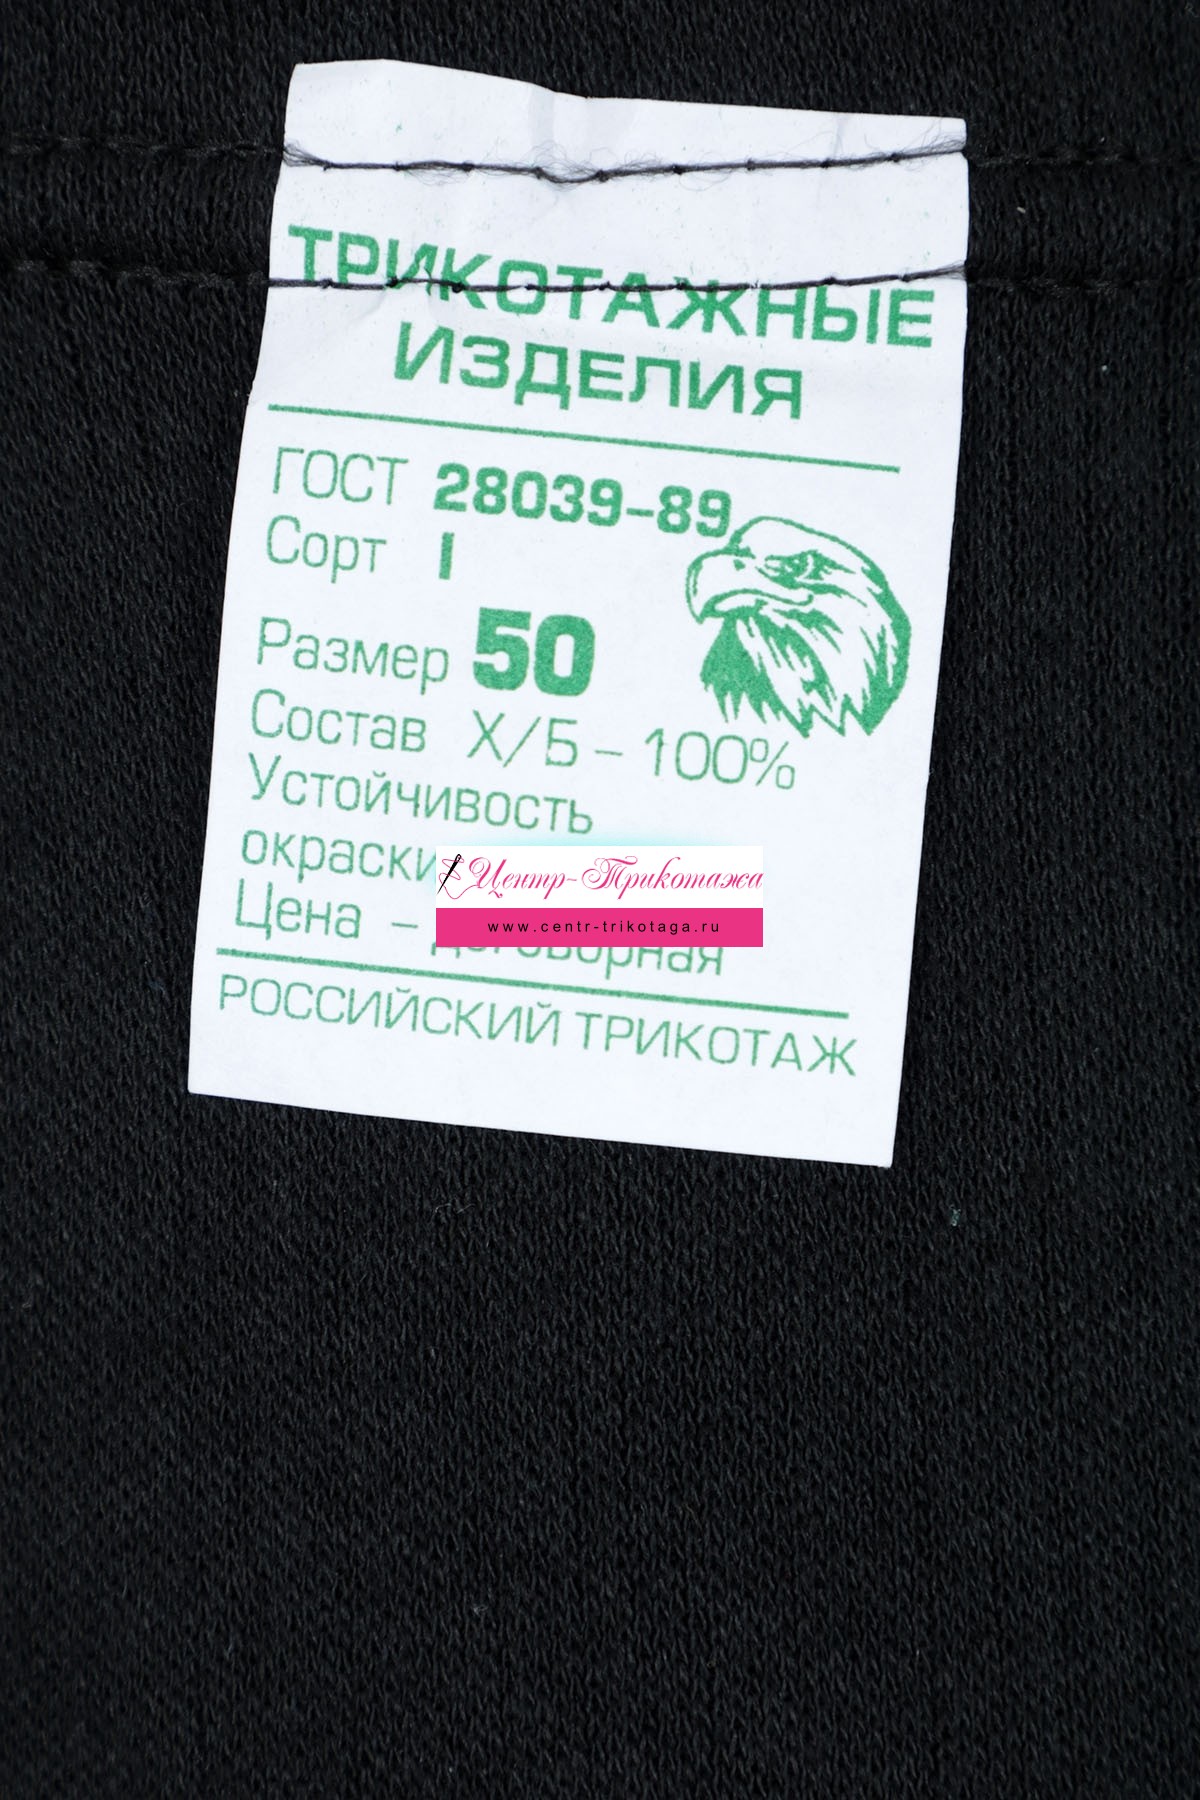 ТРИКОТАЖНЫЕ
ИЗДЕЛИЯ
ГОСТ 28039-89
Сорт I
Размер 50
Состав Х/Б - 100%
Устойчивость
окраски
Центр-Трикотажа
www.centr-trikotaga.ru
Цена - договорная
РОССИЙСКИЙ ТРИКОТАЖ